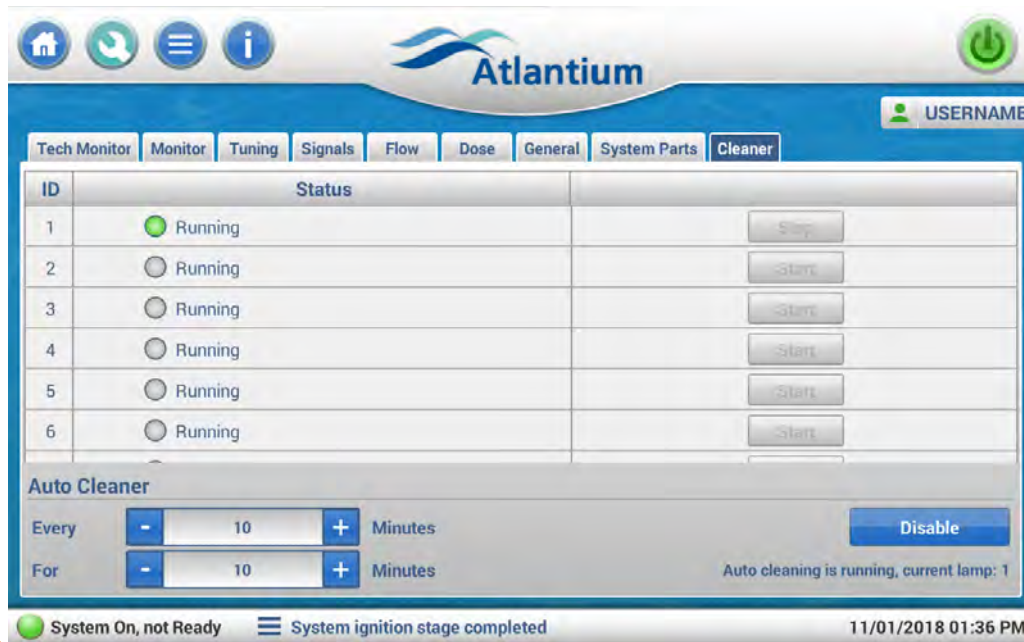 Atlantium
USERNAME
Tech Monitor Monitor Tuning Signals Flow Dose General System Parts Cleaner
ID Status
1 Running Stop
2 Running Start
3 Running Start
4 Running Start
5 Running Start
6 Running Start
Auto Cleaner
Every - 10 + Minutes Disable
For - 10 + Minutes Auto cleaning is running, current lamp: 1
System On, not Ready System ignition stage completed 11/01/2018 01:36 PM